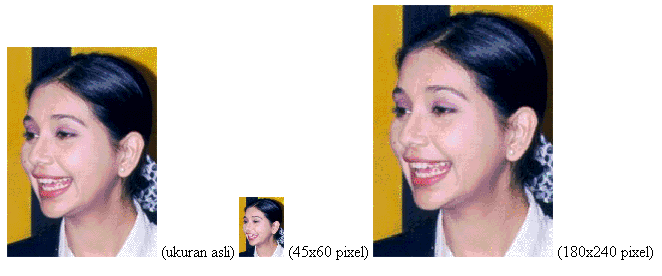 (ukuran asli) (45x60 pixel) (180x240 pixel)